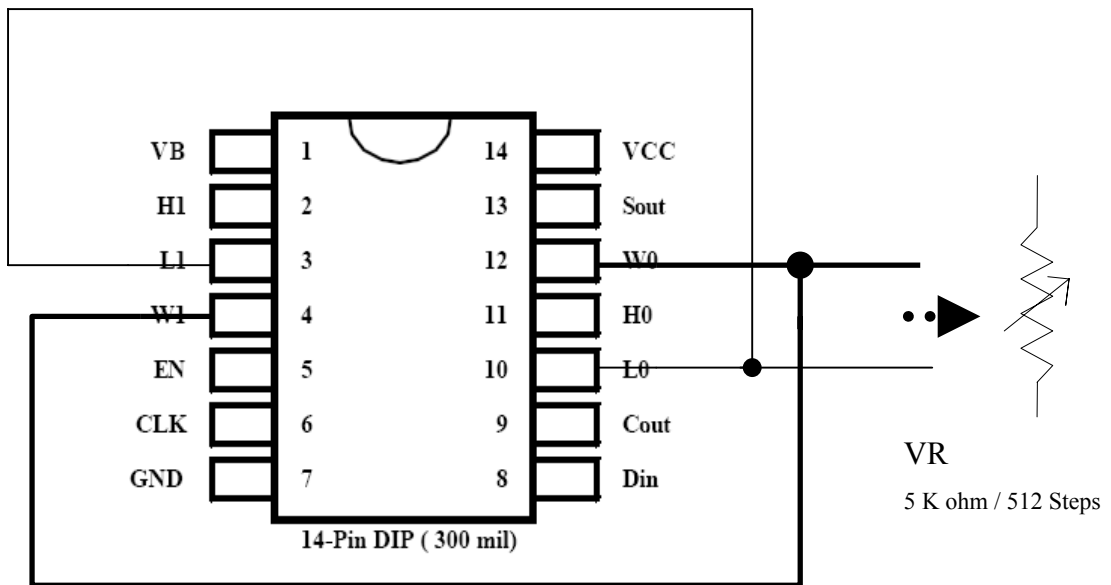 VB 1 14 VCC
H1 2 13 Sout
L1 3 12 W0
W1 4 11 H0
EN 5 10 L0
CLK 6 9 Cout
GND 7 8 Din
14-Pin DIP ( 300 mil)
VR
5 K ohm / 512 Steps